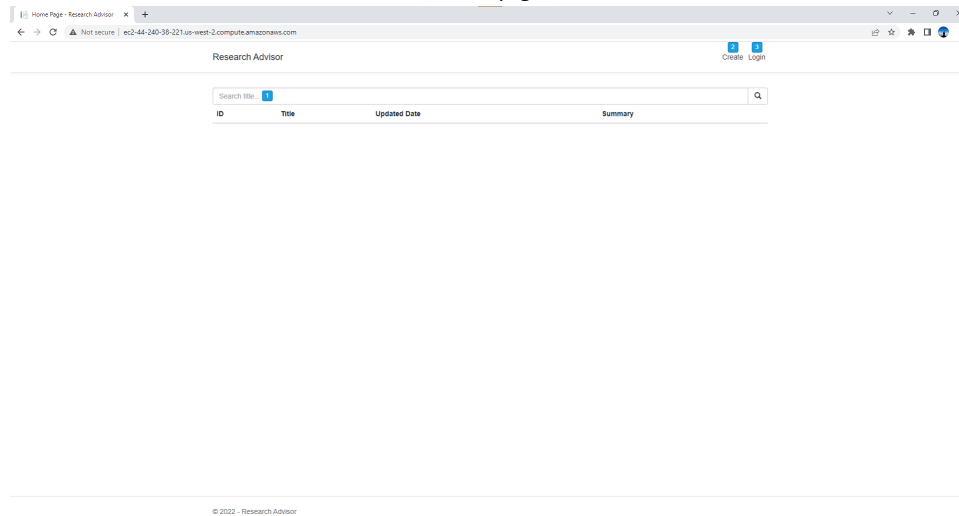 Home Page - Research Advisor
Not secure | ec2-44-240-38-221.us-west-2.compute.amazonaws.com
Research Advisor
2 3
Create Login
Search title.. 1
ID Title Updated Date Summary
© 2022 - Research Advisor